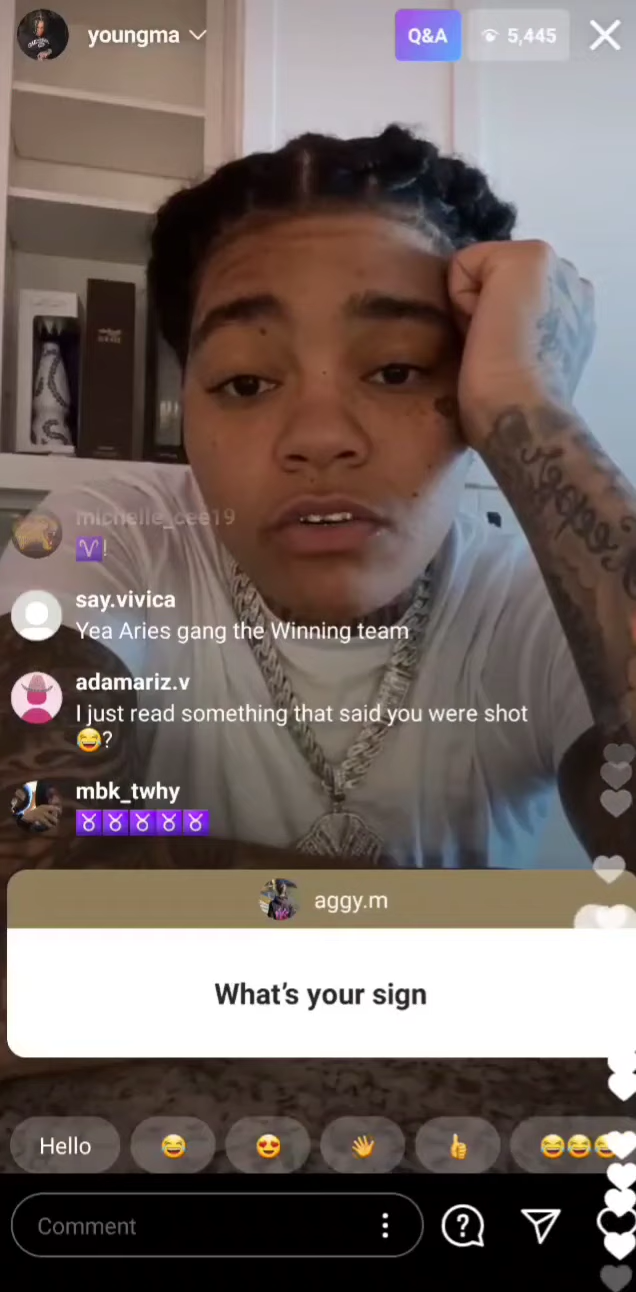 youngma
Q&A
5,445
michelle_cee19
♈!
say.vivica
Yea Aries gang the Winning team
adamariz.v
I just read something that said you were shot
😂?
mbk_twhy
♉♉♉♉♉
aggy.m
What's your sign
Hello 😂 😍 👋 👍 😂😂😂
Comment